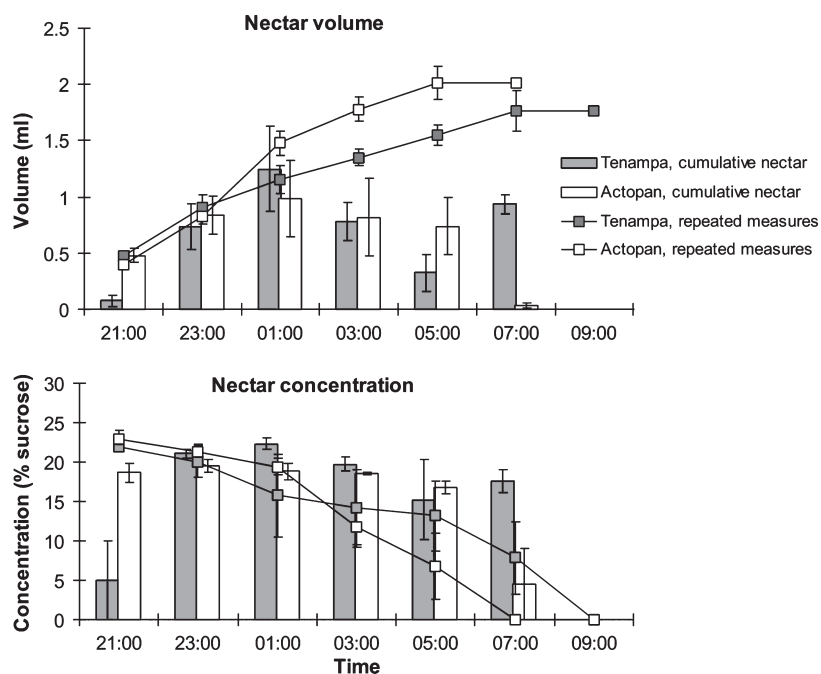 Nectar volume
2.5
2
1.5
1
0.5
0
Volume (ml)
21:00 23:00 01:00 03:00 05:00 07:00 09:00
Tenampa, cumulative nectar
Actopan, cumulative nectar
Tenampa, repeated measures
Actopan, repeated measures
Nectar concentration
30
25
20
15
10
5
0
Concentration (% sucrose)
21:00 23:00 01:00 03:00 05:00 07:00 09:00
Time